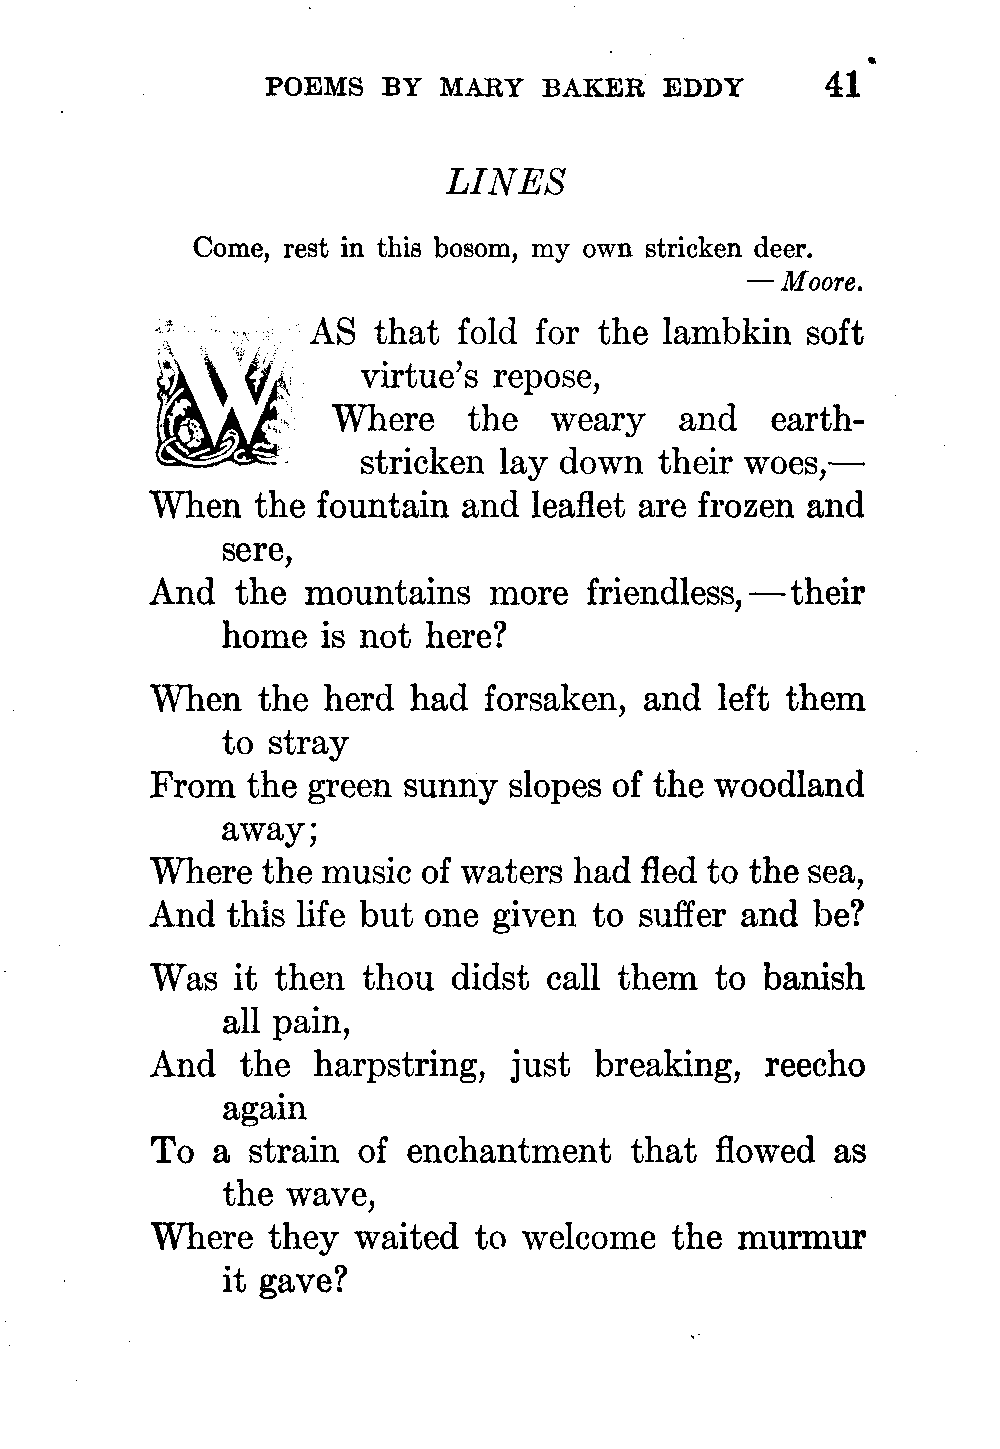 POEMS BY MARY BAKER EDDY 41
LINES
Come, rest in this bosom, my own stricken deer.
— Moore.
WAS that fold for the lambkin soft
virtue's repose,
Where the weary and earth-
stricken lay down their woes,—
When the fountain and leaflet are frozen and
sere,
And the mountains more friendless,—their
home is not here?
When the herd had forsaken, and left them
to stray
From the green sunny slopes of the woodland
away;
Where the music of waters had fled to the sea,
And this life but one given to suffer and be?
Was it then thou didst call them to banish
all pain,
And the harpstring, just breaking, reecho
again
To a strain of enchantment that flowed as
the wave,
Where they waited to welcome the murmur
it gave?